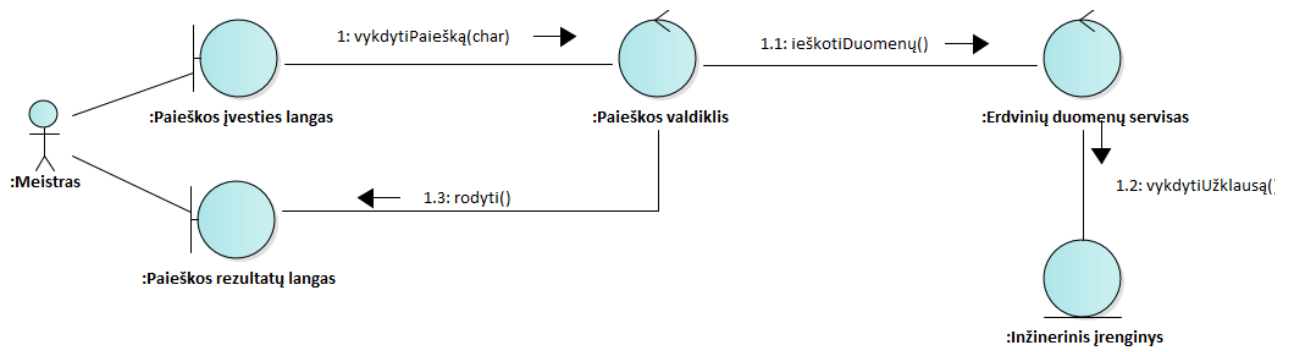 1: vykdytiPaiešką(char)
1.1: ieškotiDuomenų()
:Paieškos įvesties langas
:Paieškos valdiklis
:Erdvinių duomenų servisas
:Meistras
1.3: rodyti()
1.2: vykdytiUžklausą()
:Paieškos rezultatų langas
:Inžinerinis įrenginys